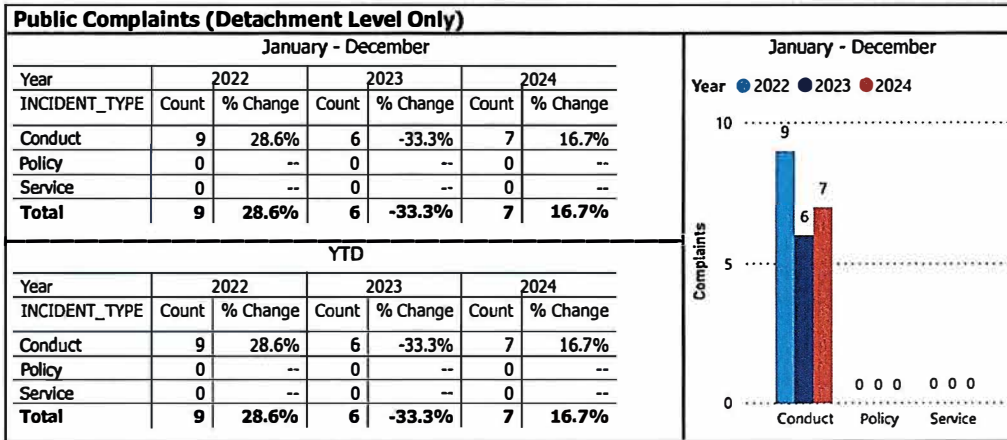 Public Complaints (Detachment Level Only)
January - December
Year 2022 2023 2024
INCIDENT_TYPE Count % Change Count % Change Count % Change
Conduct 9 28.6% 6 -33.3% 7 16.7%
Policy 0 -- 0 -- 0 --
Service 0 -- 0 -- 0 --
Total 9 28.6% 6 -33.3% 7 16.7%
YTD
Year 2022 2023 2024
INCIDENT_TYPE Count % Change Count % Change Count % Change
Conduct 9 28.6% 6 -33.3% 7 16.7%
Policy 0 -- 0 -- 0 --
Service 0 -- 0 -- 0 --
Total 9 28.6% 6 -33.3% 7 16.7%
January - December
Year 2022 2023 2024
10
9
7
6
Complaints
5
0 0 0 0 0 0
0
Conduct Policy Service